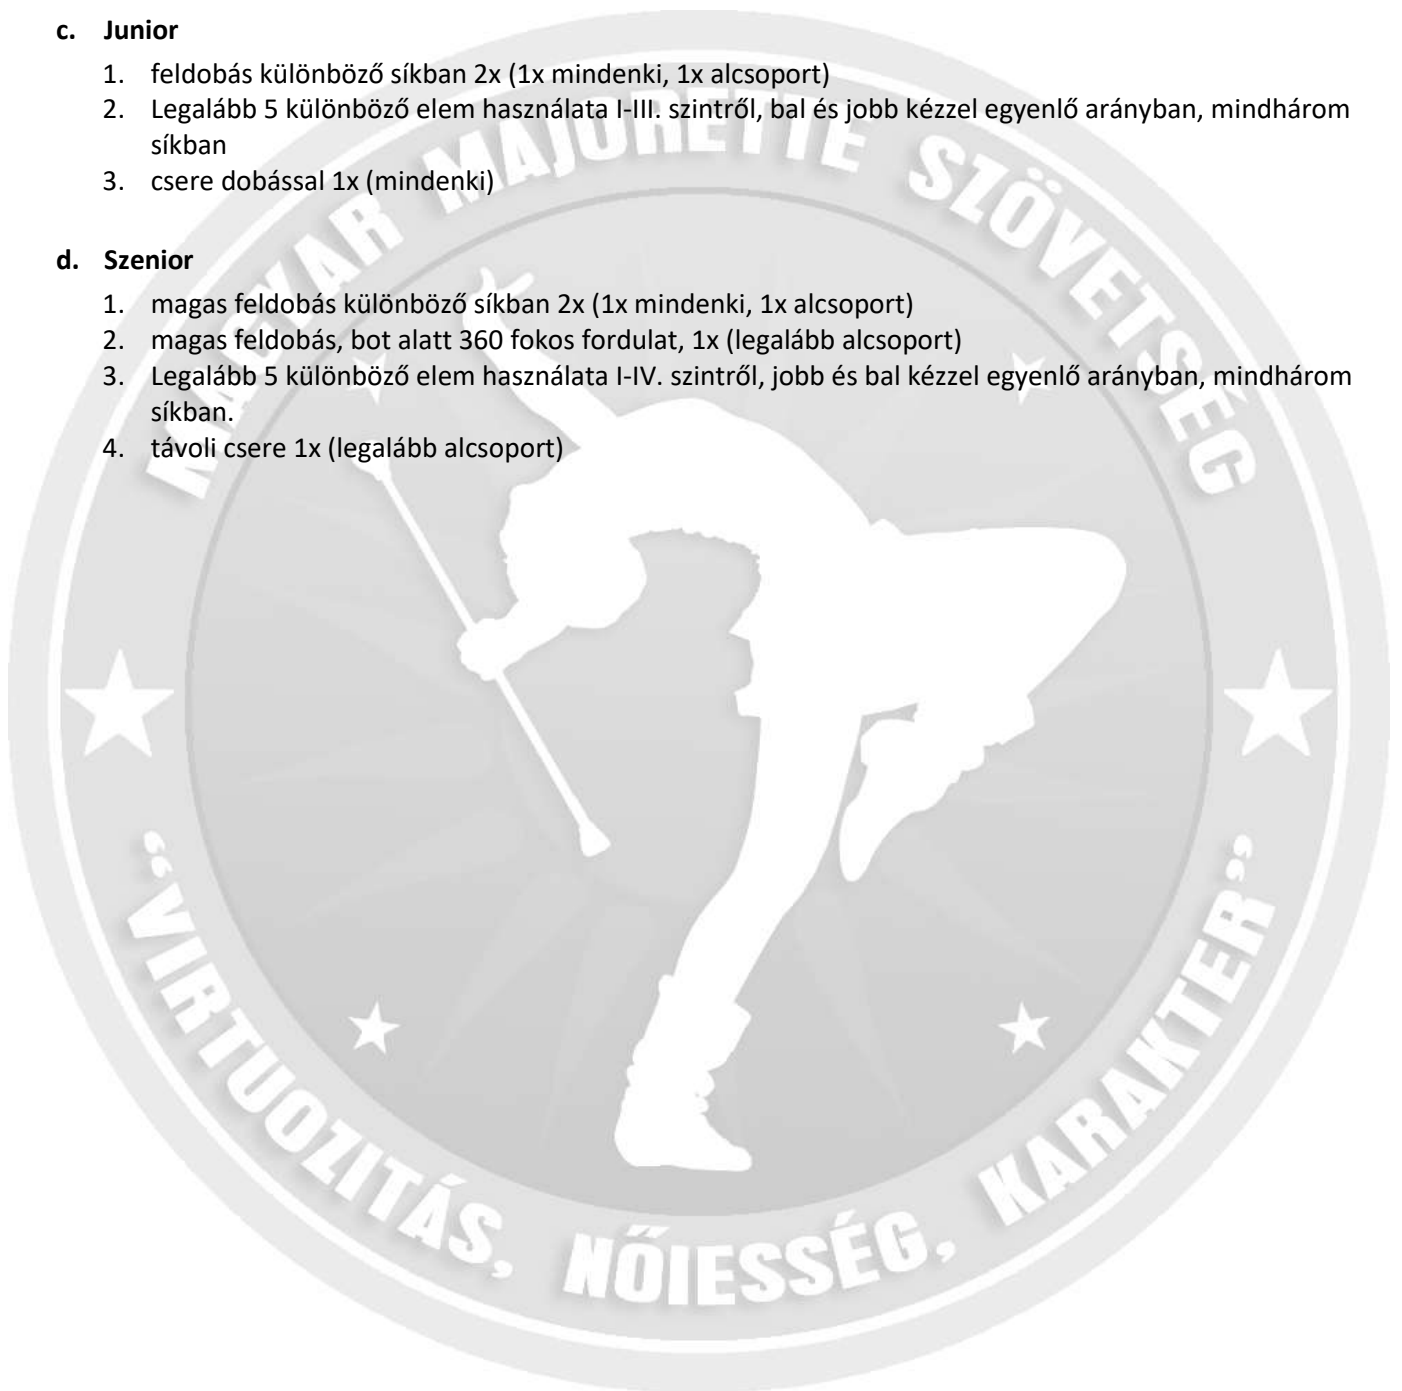 c. Junior
1. feldobás különböző síkban 2x (1x mindenki, 1x alcsoport)
2. Legalább 5 különböző elem használata I-III. szintről, bal és jobb kézzel egyenlő arányban, mindhárom
síkban
3. csere dobással 1x (mindenki)
d. Szenior
1. magas feldobás különböző síkban 2x (1x mindenki, 1x alcsoport)
2. magas feldobás, bot alatt 360 fokos fordulat, 1x (legalább alcsoport)
3. Legalább 5 különböző elem használata I-IV. szintről, jobb és bal kézzel egyenlő arányban, mindhárom
síkban.
4. távoli csere 1x (legalább alcsoport)
MAGYAR MAJORETTE SZÖVETSÉG
“VIRTUOZITÁS, NŐIESSÉG, KARAKTER”